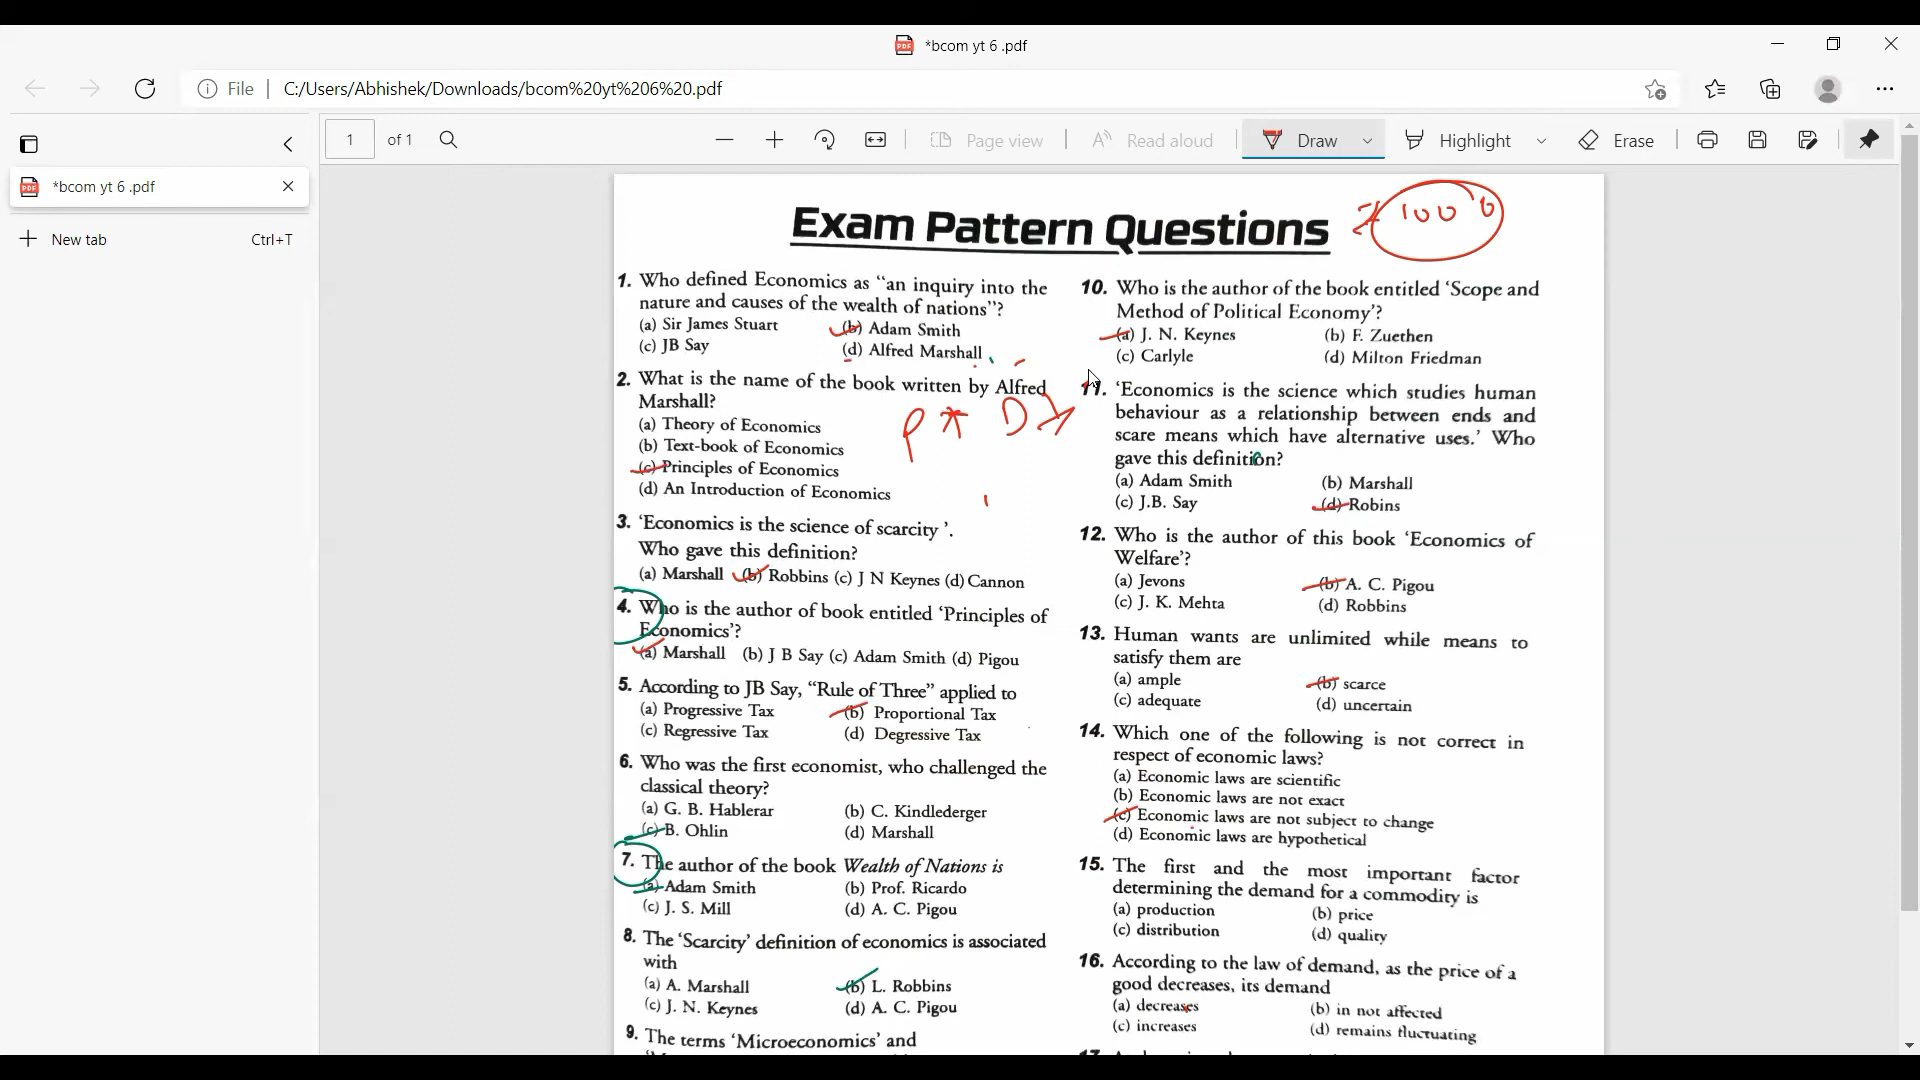 *bcom yt 6 .pdf
File | C:/Users/Abhishek/Downloads/bcom%20yt%206%20.pdf
1 of 1
Page view
Read aloud
Draw
Highlight
Erase
*bcom yt 6 .pdf
New tab Ctrl+T
Exam Pattern Questions
1. Who defined Economics as “an inquiry into the
nature and causes of the wealth of nations”?
(a) Sir James Stuart (b) Adam Smith
(c) JB Say (d) Alfred Marshall
2. What is the name of the book written by Alfred
Marshall?
(a) Theory of Economics
(b) Text-book of Economics
(c) Principles of Economics
(d) An Introduction of Economics
3. ‘Economics is the science of scarcity ’.
Who gave this definition?
(a) Marshall (b) Robbins (c) J N Keynes (d) Cannon
4. Who is the author of book entitled ‘Principles of
Economics’?
(a) Marshall (b) J B Say (c) Adam Smith (d) Pigou
5. According to JB Say, “Rule of Three” applied to
(a) Progressive Tax (b) Proportional Tax
(c) Regressive Tax (d) Degressive Tax
6. Who was the first economist, who challenged the
classical theory?
(a) G. B. Hablerar (b) C. Kindlederger
(c) B. Ohlin (d) Marshall
7. The author of the book Wealth of Nations is
(a) Adam Smith (b) Prof. Ricardo
(c) J. S. Mill (d) A. C. Pigou
8. The ‘Scarcity’ definition of economics is associated
with
(a) A. Marshall (b) L. Robbins
(c) J. N. Keynes (d) A. C. Pigou
9. The terms ‘Microeconomics’ and
10. Who is the author of the book entitled ‘Scope and
Method of Political Economy’?
(a) J. N. Keynes (b) F. Zuethen
(c) Carlyle (d) Milton Friedman
11. ‘Economics is the science which studies human
behaviour as a relationship between ends and
scare means which have alternative uses.’ Who
gave this definition?
(a) Adam Smith (b) Marshall
(c) J.B. Say (d) Robins
12. Who is the author of this book ‘Economics of
Welfare’?
(a) Jevons (b) A. C. Pigou
(c) J. K. Mehta (d) Robbins
13. Human wants are unlimited while means to
satisfy them are
(a) ample (b) scarce
(c) adequate (d) uncertain
14. Which one of the following is not correct in
respect of economic laws?
(a) Economic laws are scientific
(b) Economic laws are not exact
(c) Economic laws are not subject to change
(d) Economic laws are hypothetical
15. The first and the most important factor
determining the demand for a commodity is
(a) production (b) price
(c) distribution (d) quality
16. According to the law of demand, as the price of a
good decreases, its demand
(a) decreases (b) in not affected
(c) increases (d) remains fluctuating